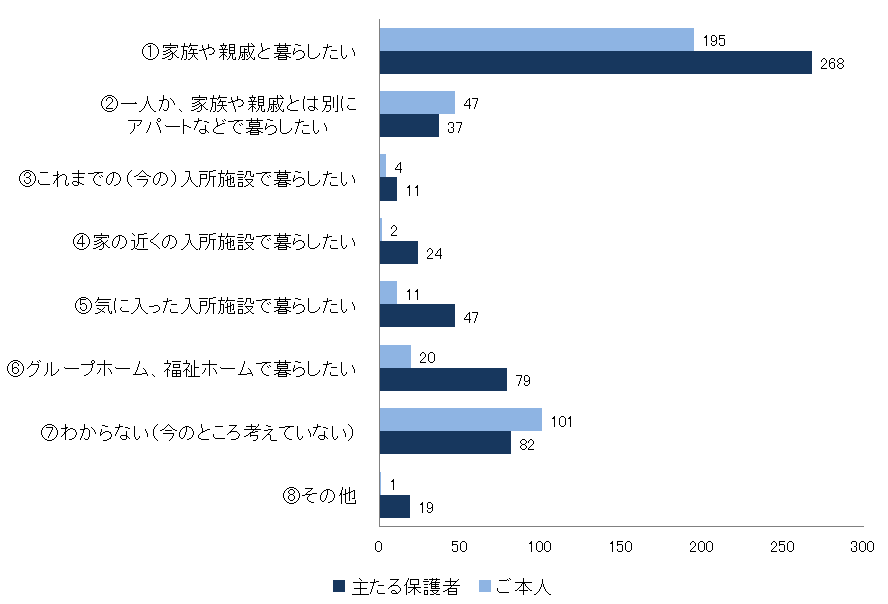 ①家族や親戚と暮らしたい
195
268
②一人か、家族や親戚とは別に
アパートなどで暮らしたい
47
37
③これまでの（今の）入所施設で暮らしたい
4
11
④家の近くの入所施設で暮らしたい
2
24
⑤気に入った入所施設で暮らしたい
11
47
⑥グループホーム、福祉ホームで暮らしたい
20
79
⑦わからない（今のところ考えていない）
101
82
⑧その他
1
19
0 50 100 150 200 250 300
主たる保護者 ご本人